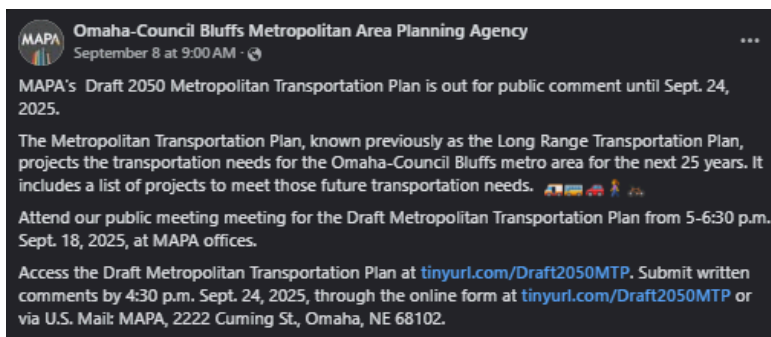 MAPA
Omaha-Council Bluffs Metropolitan Area Planning Agency
September 8 at 9:00 AM ·
MAPA's Draft 2050 Metropolitan Transportation Plan is out for public comment until Sept. 24,
2025.
The Metropolitan Transportation Plan, known previously as the Long Range Transportation Plan,
projects the transportation needs for the Omaha-Council Bluffs metro area for the next 25 years. It
includes a list of projects to meet those future transportation needs.
Attend our public meeting meeting for the Draft Metropolitan Transportation Plan from 5-6:30 p.m.
Sept. 18, 2025, at MAPA offices.
Access the Draft Metropolitan Transportation Plan at tinyurl.com/Draft2050MTP. Submit written
comments by 4:30 p.m. Sept. 24, 2025, through the online form at tinyurl.com/Draft2050MTP or
via U.S. Mail: MAPA, 2222 Cuming St., Omaha, NE 68102.